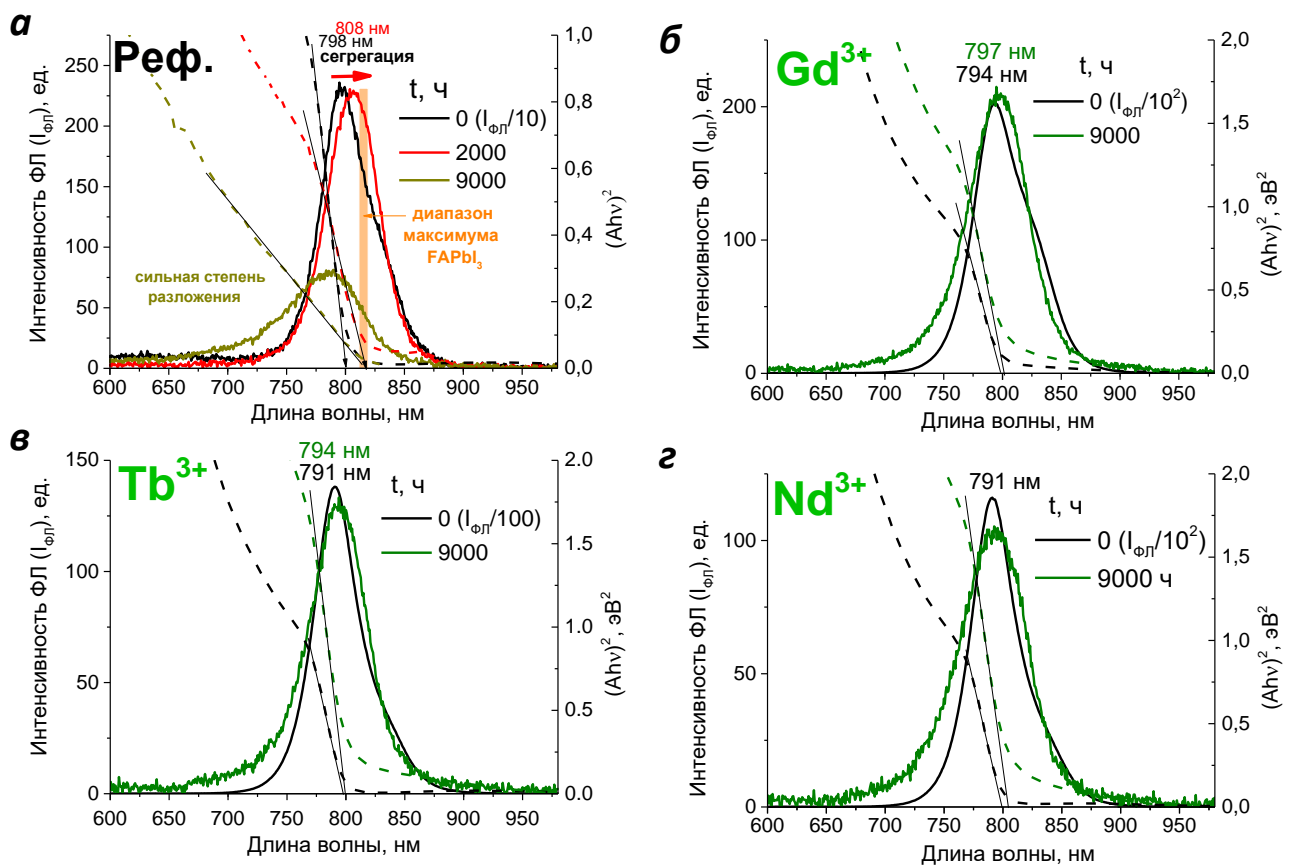 а
Реф.
808 нм
798 нм
сегрегация
t, ч
0 (I_ФЛ/10)
2000
9000
диапазон
максимума
FAPbI₃
сильная степень
разложения
Интенсивность ФЛ (I_ФЛ), ед.
250
200
150
100
50
0
1,0
0,8
0,6
0,4
0,2
0,0
(Ahν)²
600 650 700 750 800 850 900 950
Длина волны, нм
б
Gd³⁺
797 нм
794 нм
t, ч
0 (I_ФЛ/10²)
9000
Интенсивность ФЛ (I_ФЛ), ед.
200
100
0
2,0
1,5
1,0
0,5
0,0
(Ahν)², эВ²
600 650 700 750 800 850 900 950
Длина волны, нм
в
Tb³⁺
794 нм
791 нм
t, ч
0 (I_ФЛ/100)
9000
Интенсивность ФЛ (I_ФЛ), ед.
150
100
50
0
2,0
1,5
1,0
0,5
0,0
(Ahν)², эВ²
600 650 700 750 800 850 900 950
Длина волны, нм
г
Nd³⁺
791 нм
t, ч
0 (I_ФЛ/10²)
9000 ч
Интенсивность ФЛ (I_ФЛ), ед.
100
50
0
2,0
1,5
1,0
0,5
0,0
(Ahν)², эВ²
600 650 700 750 800 850 900 950
Длина волны, нм